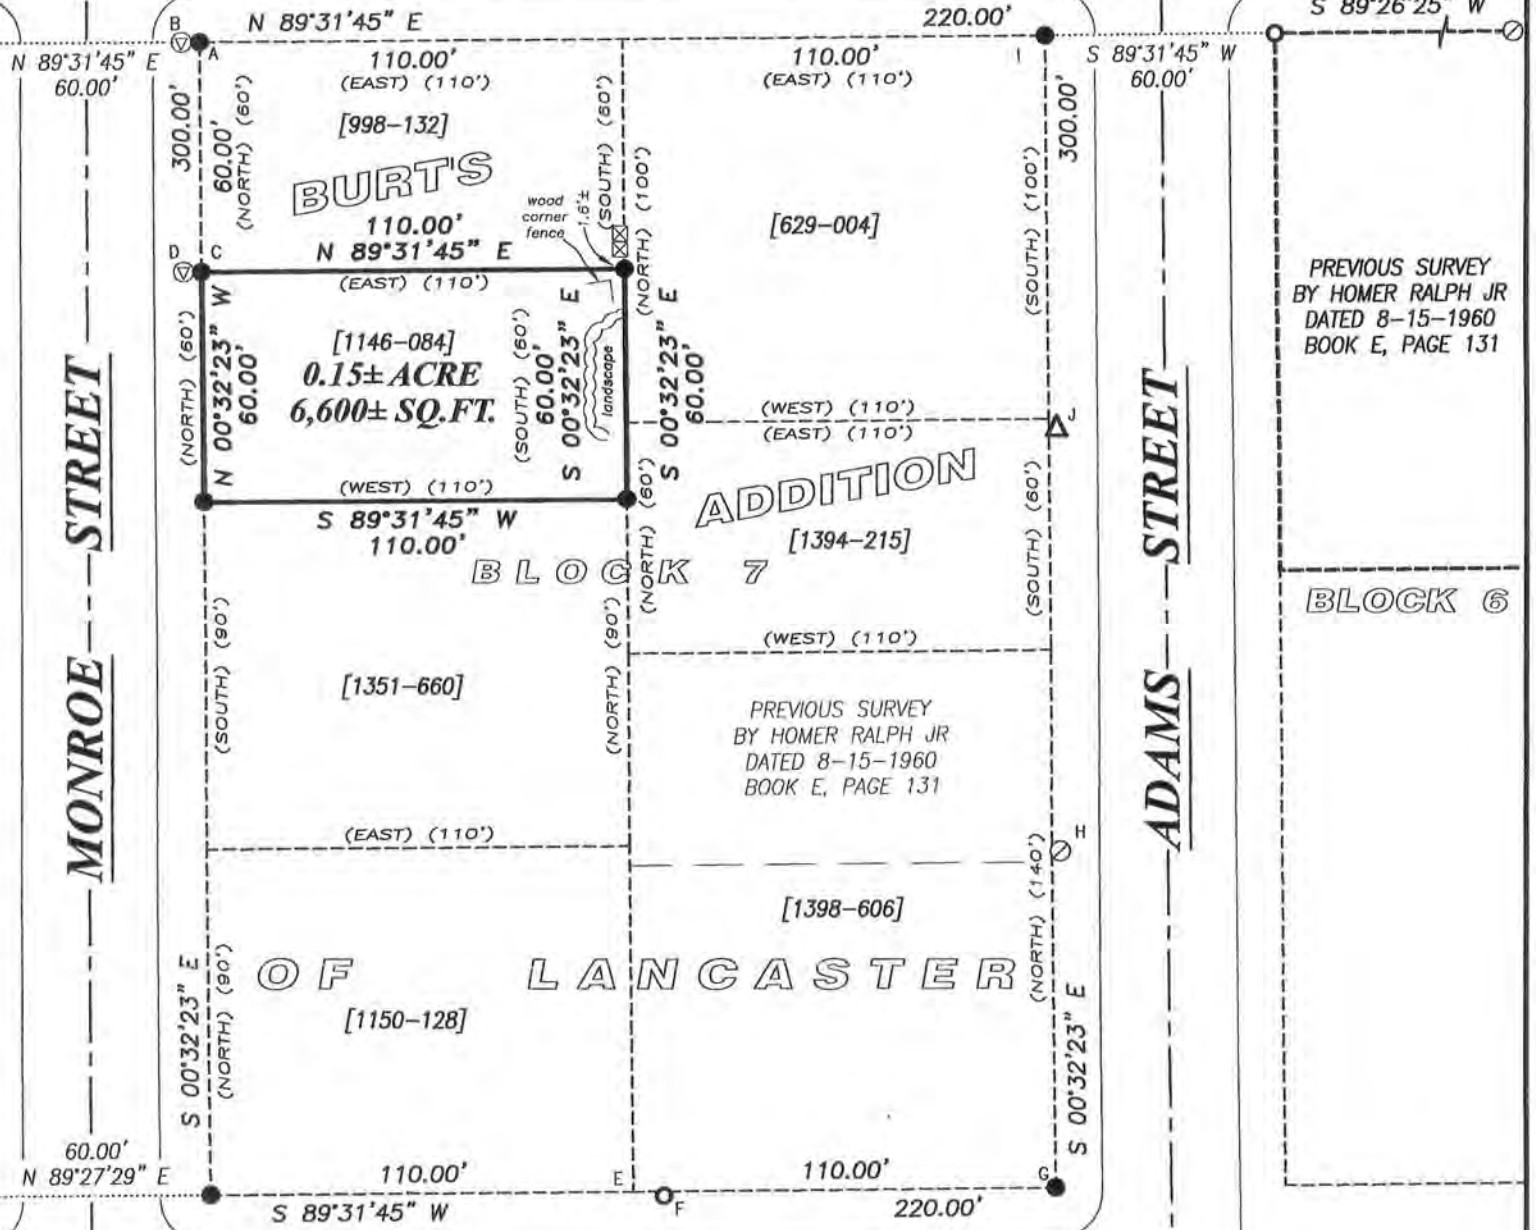 B
N 89°31'45" E
220.00'
S 89°26'25" W
N 89°31'45" E
60.00'
A
110.00'
(EAST) (110')
110.00'
(EAST) (110')
I
S 89°31'45" W
60.00'
300.00'
60.00'
(NORTH) (60')
[998-132]
(SOUTH) (60')
(NORTH) (100')
(SOUTH) (100')
300.00'
BURT'S
wood
corner
fence
1.6'±
[629-004]
110.00'
N 89°31'45" E
D
C
(EAST) (110')
PREVIOUS SURVEY
BY HOMER RALPH JR
DATED 8-15-1960
BOOK E, PAGE 131
(NORTH) (60')
N 00°32'23" W
60.00'
[1146-084]
0.15± ACRE
6,600± SQ.FT.
(SOUTH) (60')
60.00'
S 00°32'23" E
landscape
S 00°32'23" E
60.00'
(WEST) (110')
(EAST) (110')
J
MONROE STREET
ADAMS STREET
(WEST) (110')
S 89°31'45" W
110.00'
ADDITION
[1394-215]
(NORTH) (60')
(SOUTH) (60')
BLOCK 7
BLOCK 6
(WEST) (110')
(SOUTH) (90')
[1351-660]
(NORTH) (90')
PREVIOUS SURVEY
BY HOMER RALPH JR
DATED 8-15-1960
BOOK E, PAGE 131
(EAST) (110')
H
(NORTH) (140')
[1398-606]
OF LANCASTER
S 00°32'23" E
(NORTH) (90')
[1150-128]
S 00°32'23" E
60.00'
N 89°27'29" E
110.00'
E
110.00'
G
F
S 89°31'45" W
220.00'